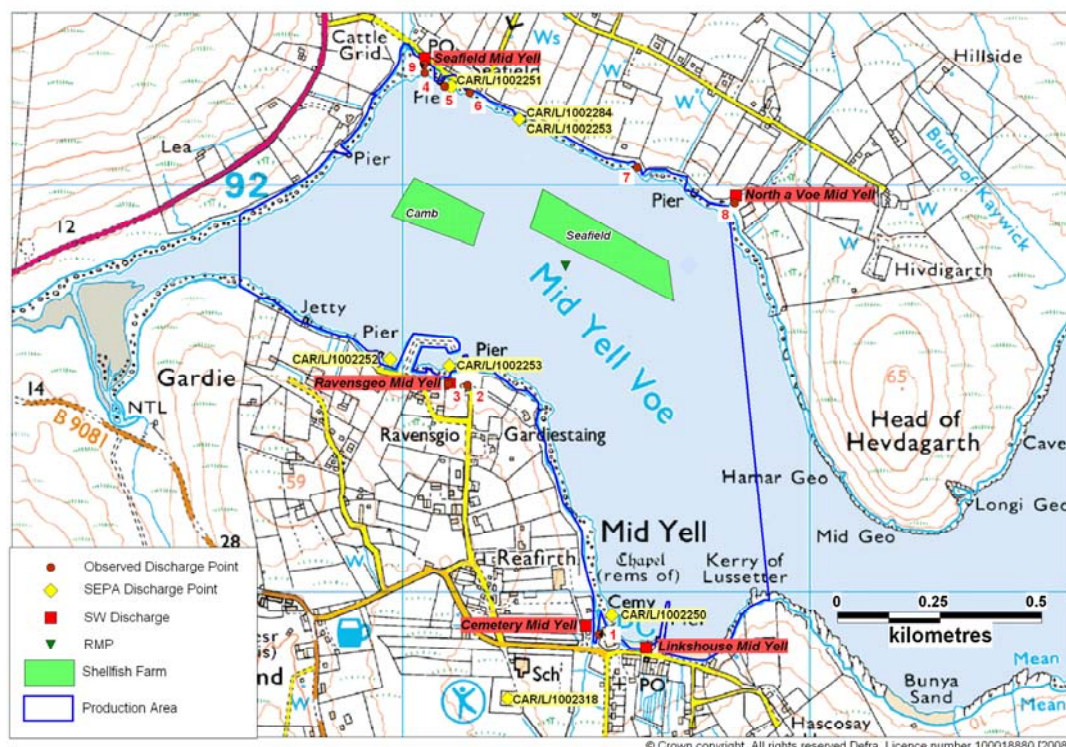 Cattle
Grid
PO
Seafield Mid Yell
Seafield
Ws
Hillside
9
4
Pier
5
CAR/L/1002251
6
W
CAR/L/1002284
CAR/L/1002253
W
Burn of Kaywick
Lea
Pier
92
7
12
Pier
North a Voe Mid Yell
8
W
Camb
Seafield
W
Hivdigarth
Mid Yell Voe
Jetty
Pier
Pier
CAR/L/1002252
CAR/L/1002253
65
Gardie
Ravensgeo Mid Yell
3
2
14
NTL
B 9081
Ravensgio
Gardiestaing
Head of
Hevdagarth
Cave
59
Hamar Geo
Longi Geo
Mid Geo
28
Mid Yell
W
Reafirth
Chapel
(rems of)
Kerry of
Lussetter
Cemy
CAR/L/1002250
Cemetery Mid Yell
1
Linkshouse Mid Yell
0
0.25
0.5
kilometres
Mean
Mean
Sch
PO
W
CAR/L/1002318
Bunya
Sand
Hascosay
10
Observed Discharge Point
SEPA Discharge Point
SW Discharge
RMP
Shellfish Farm
Production Area
© Crown copyright. All rights reserved Defra, Licence number 100018880 [2008